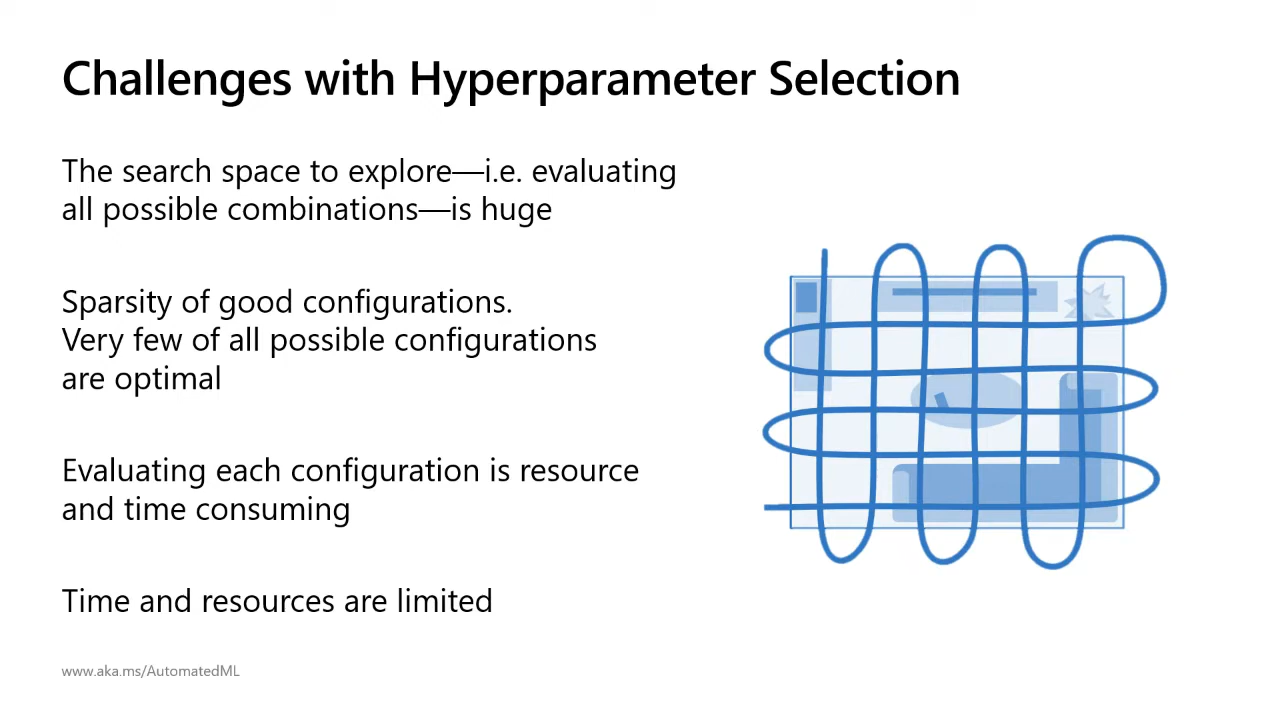 Challenges with Hyperparameter Selection
The search space to explore—i.e. evaluating
all possible combinations—is huge
Sparsity of good configurations.
Very few of all possible configurations
are optimal
Evaluating each configuration is resource
and time consuming
Time and resources are limited
www.aka.ms/AutomatedML